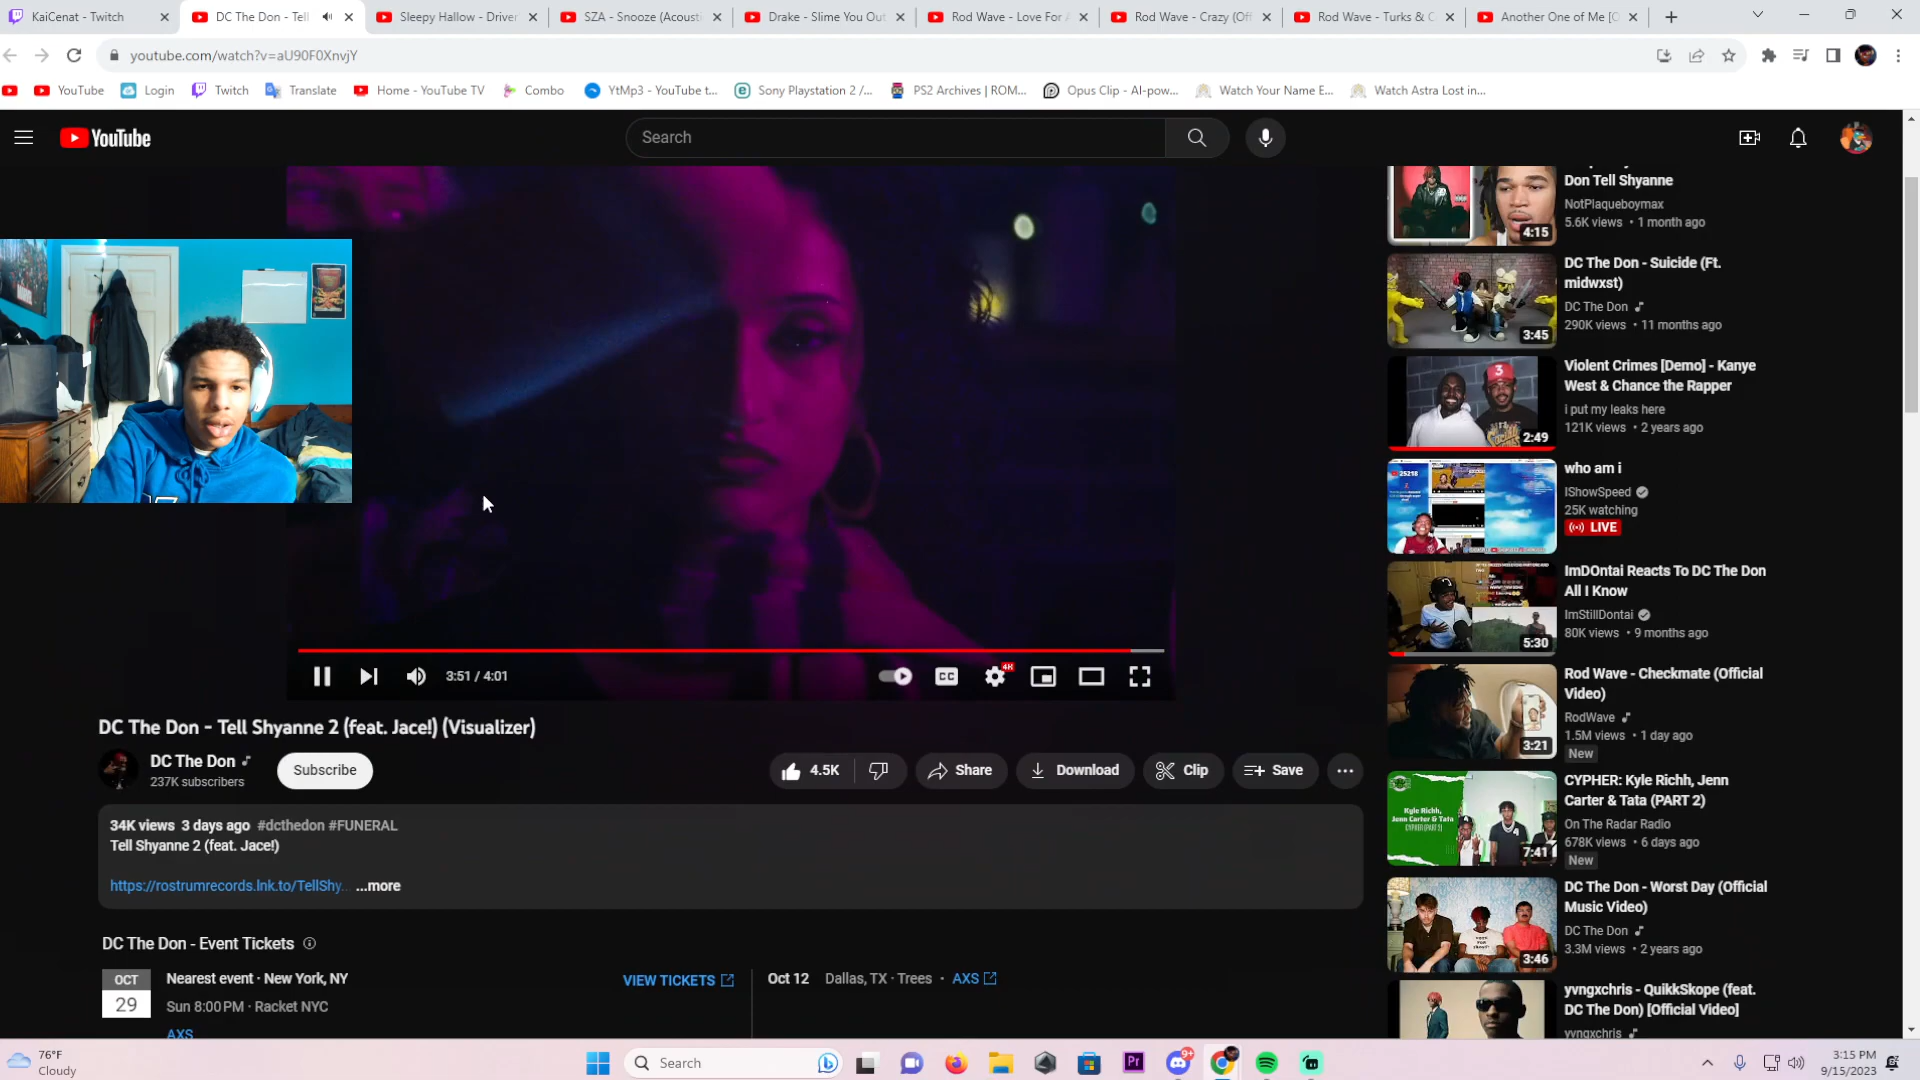 KaiCenat - Twitch
DC The Don - Tell
Sleepy Hallow - Driver
SZA - Snooze (Acoust
Drake - Slime You Out
Rod Wave - Love For
Rod Wave - Crazy (Off
Rod Wave - Turks & C
Another One of Me [O
youtube.com/watch?v=aU90F0XnvjY
YouTube
Login
Twitch
Translate
Home - YouTube TV
Combo
YtMp3 - YouTube t...
Sony Playstation 2 /...
PS2 Archives | ROM...
Opus Clip - AI-pow...
Watch Your Name E...
Watch Astra Lost in...
YouTube
Search
3:51 / 4:01
CC
4K
DC The Don - Tell Shyanne 2 (feat. Jace!) (Visualizer)
DC The Don
237K subscribers
Subscribe
4.5K
Share
Download
Clip
Save
34K views 3 days ago #dcthedon #FUNERAL
Tell Shyanne 2 (feat. Jace!)
https://rostrumrecords.lnk.to/TellShy... ...more
DC The Don - Event Tickets
OCT
29
Nearest event · New York, NY
Sun 8:00 PM · Racket NYC
AXS
VIEW TICKETS
Oct 12 Dallas, TX · Trees · AXS
Don Tell Shyanne
NotPlaqueboymax
5.6K views • 1 month ago
4:15
DC The Don - Suicide (Ft.
midwxst)
DC The Don
290K views • 11 months ago
3:45
Violent Crimes [Demo] - Kanye
West & Chance the Rapper
i put my leaks here
121K views • 2 years ago
2:49
who am i
IShowSpeed
25K watching
LIVE
ImDOntai Reacts To DC The Don
All I Know
ImStillDontai
80K views • 9 months ago
5:30
Rod Wave - Checkmate (Official
Video)
RodWave
1.5M views • 1 day ago
New
3:21
CYPHER: Kyle Richh, Jenn
Carter & Tata (PART 2)
On The Radar Radio
678K views • 6 days ago
New
Kyle Richh,
Jenn Carter & Tata
7:41
DC The Don - Worst Day (Official
Music Video)
DC The Don
3.3M views • 2 years ago
3:46
yvngxchris - QuikkSkope (feat.
DC The Don) [Official Video]
yvngxchris
76°F
Cloudy
Search
Pr
9+
3:15 PM
9/15/2023